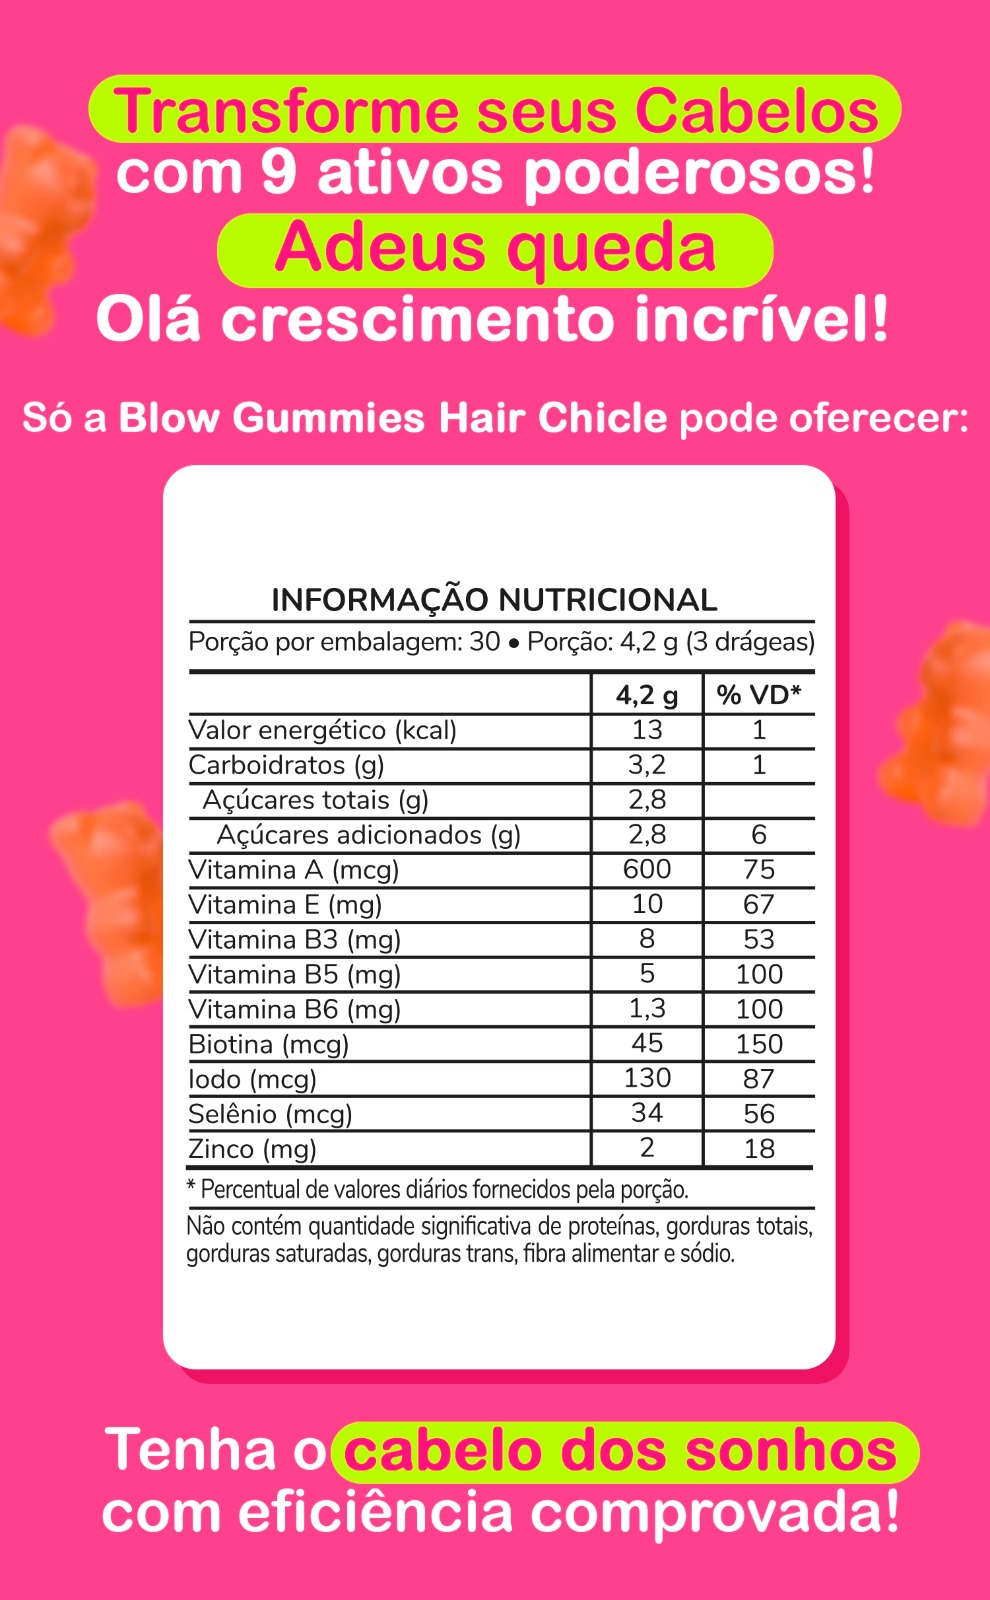 Transforme seus Cabelos
com 9 ativos poderosos!
Adeus queda
Olá crescimento incrível!
Só a Blow Gummies Hair Chicle pode oferecer:
INFORMAÇÃO NUTRICIONAL
Porção por embalagem: 30 • Porção: 4,2 g (3 drágeas)
4,2 g % VD*
Valor energético (kcal) 13 1
Carboidratos (g) 3,2 1
Açúcares totais (g) 2,8
Açúcares adicionados (g) 2,8 6
Vitamina A (mcg) 600 75
Vitamina E (mg) 10 67
Vitamina B3 (mg) 8 53
Vitamina B5 (mg) 5 100
Vitamina B6 (mg) 1,3 100
Biotina (mcg) 45 150
Iodo (mcg) 130 87
Selênio (mcg) 34 56
Zinco (mg) 2 18
* Percentual de valores diários fornecidos pela porção.
Não contém quantidade significativa de proteínas, gorduras totais,
gorduras saturadas, gorduras trans, fibra alimentar e sódio.
Tenha o cabelo dos sonhos
com eficiência comprovada!